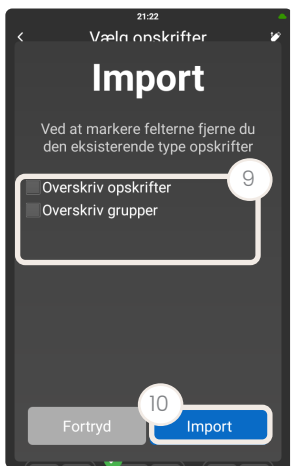 21:22
Vælg opskrifter
Import
Ved at markere felterne fjerne du
den eksisterende type opskrifter
9
Overskriv opskrifter
Overskriv grupper
10
Fortryd
Import